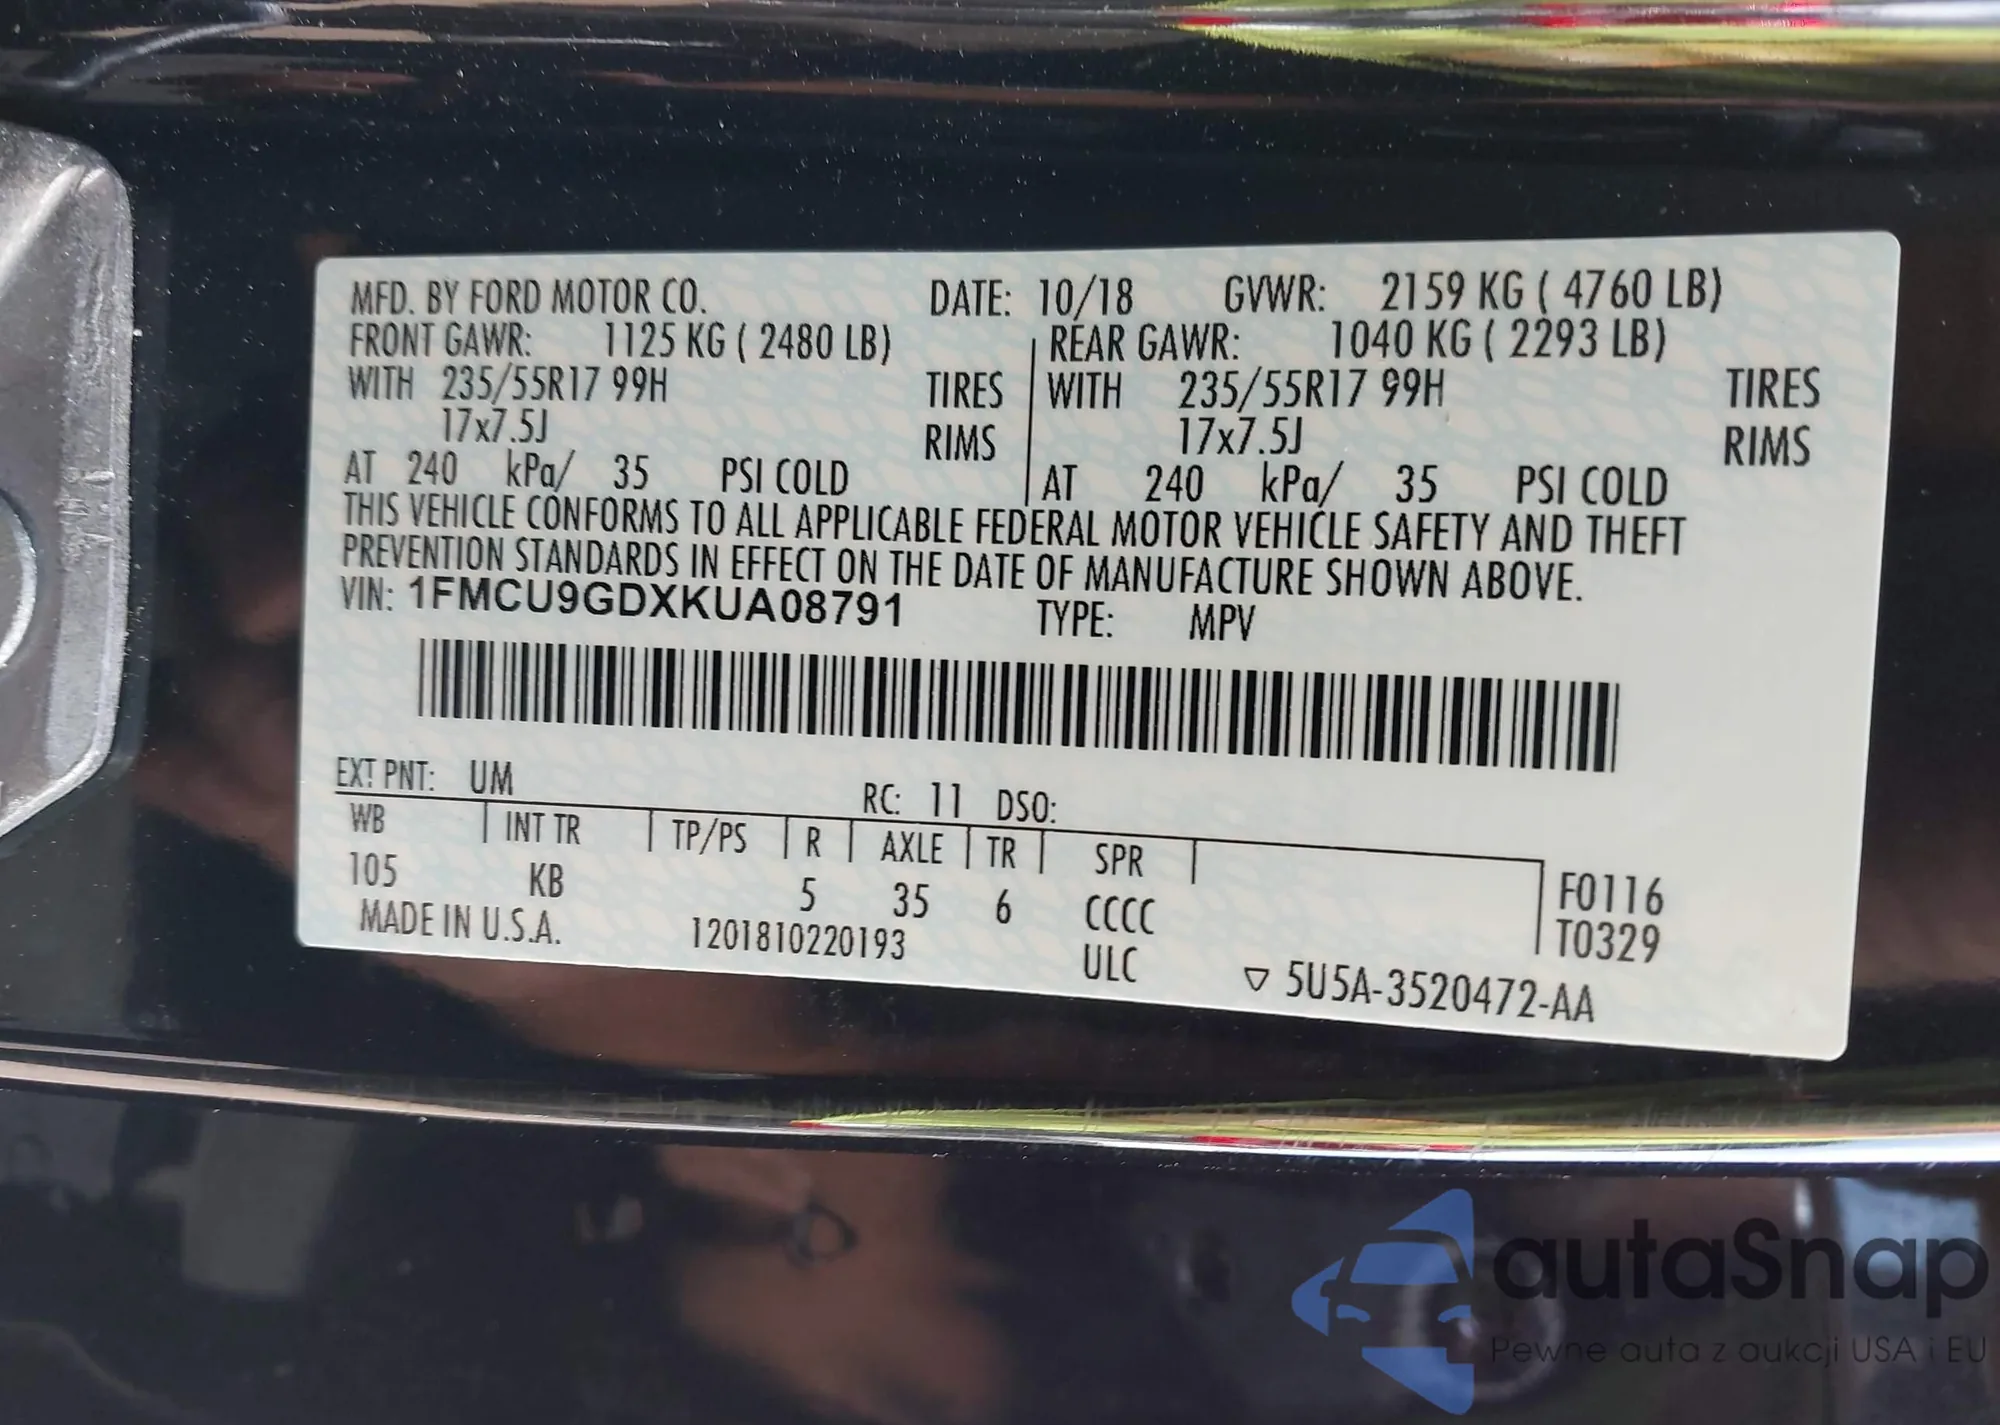 MFD. BY FORD MOTOR CO. DATE: 10/18 GVWR: 2159 KG ( 4760 LB)
FRONT GAWR: 1125 KG ( 2480 LB) REAR GAWR: 1040 KG ( 2293 LB)
WITH 235/55R17 99H TIRES WITH 235/55R17 99H TIRES
17x7.5J RIMS 17x7.5J RIMS
AT 240 kPa/ 35 PSI COLD AT 240 kPa/ 35 PSI COLD
THIS VEHICLE CONFORMS TO ALL APPLICABLE FEDERAL MOTOR VEHICLE SAFETY AND THEFT
PREVENTION STANDARDS IN EFFECT ON THE DATE OF MANUFACTURE SHOWN ABOVE.
VIN: 1FMCU9GDXKUA08791 TYPE: MPV
EXT PNT: UM RC: 11 DSO:
WB INT TR TP/PS R AXLE TR SPR
105 KB 5 35 6 CCCC F0116
MADE IN U.S.A. 1201810220193 ULC T0329
▽ 5U5A-3520472-AA
autaSnap
Pewne auta z aukcji USA i EU